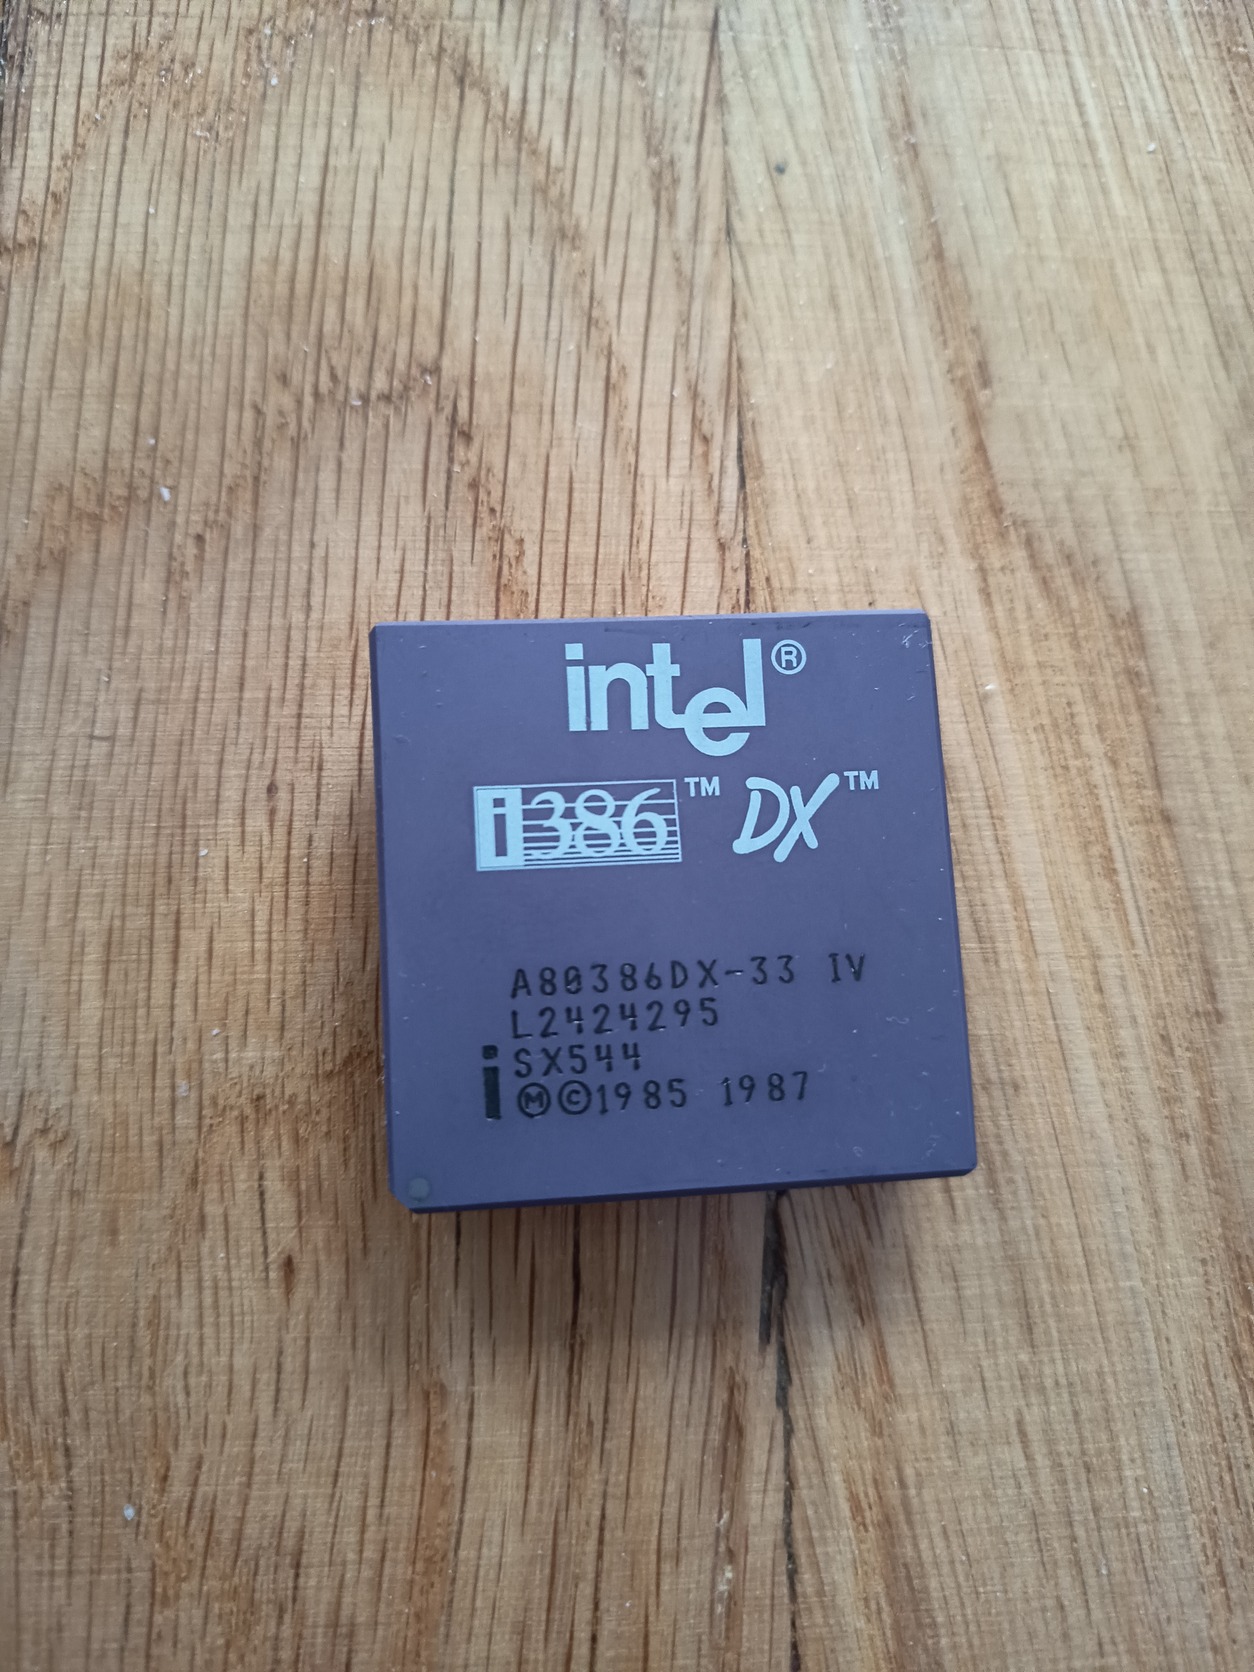 intel®
i386™ DX™
A80386DX-33 IV
L2424295
i SX544
Ⓜ©1985 1987